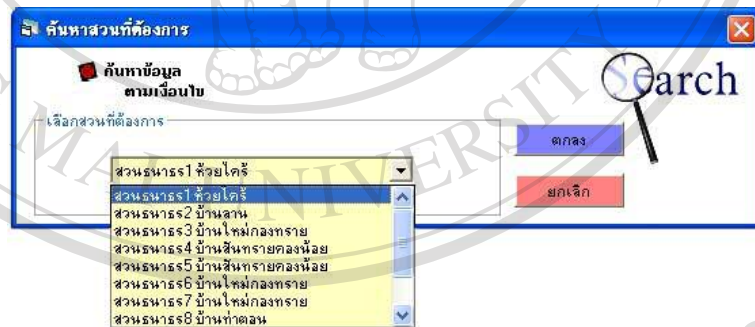 ค้นหาสวนที่ต้องการ
ค้นหาข้อมูล
ตามเงื่อนไข
Search
เลือกสวนที่ต้องการ
ตกลง
สวนธนาธร1 ห้วยไคร้
ยกเลิก
สวนธนาธร1 ห้วยไคร้
สวนธนาธร2 บ้านลาน
สวนธนาธร3 บ้านใหม่กองทราย
สวนธนาธร4 บ้านสันทรายคองน้อย
สวนธนาธร5 บ้านสันทรายคองน้อย
สวนธนาธร6 บ้านใหม่กองทราย
สวนธนาธร7 บ้านใหม่กองทราย
สวนธนาธร8 บ้านท่าตอน
MAI UNIVERSITY